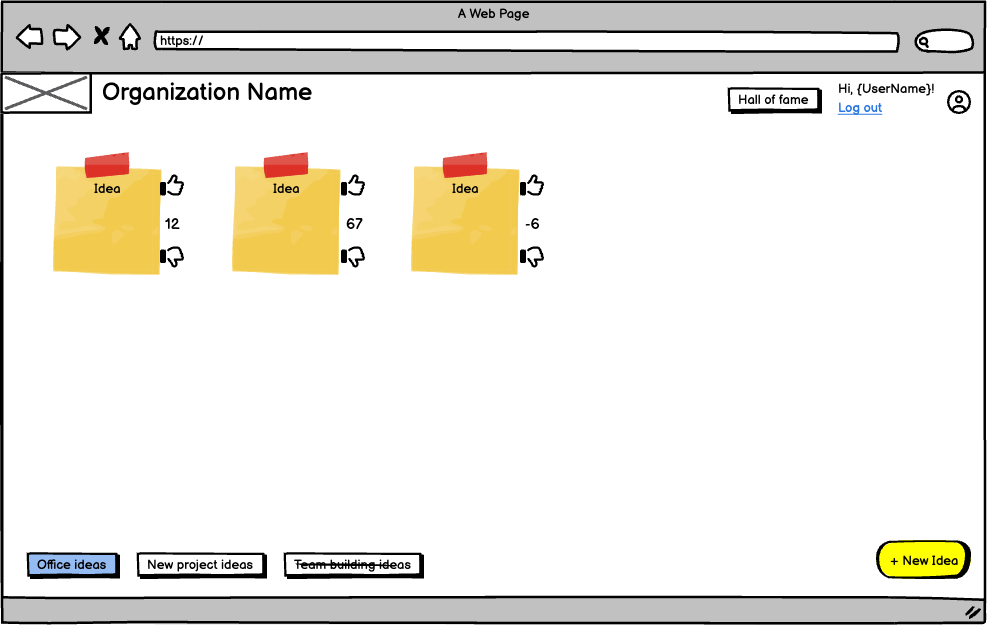 A Web Page
https://
Organization Name
Hall of fame
Hi, {UserName}!
Log out
Idea
12
Idea
67
Idea
-6
Office ideas
New project ideas
Team building ideas
+ New Idea